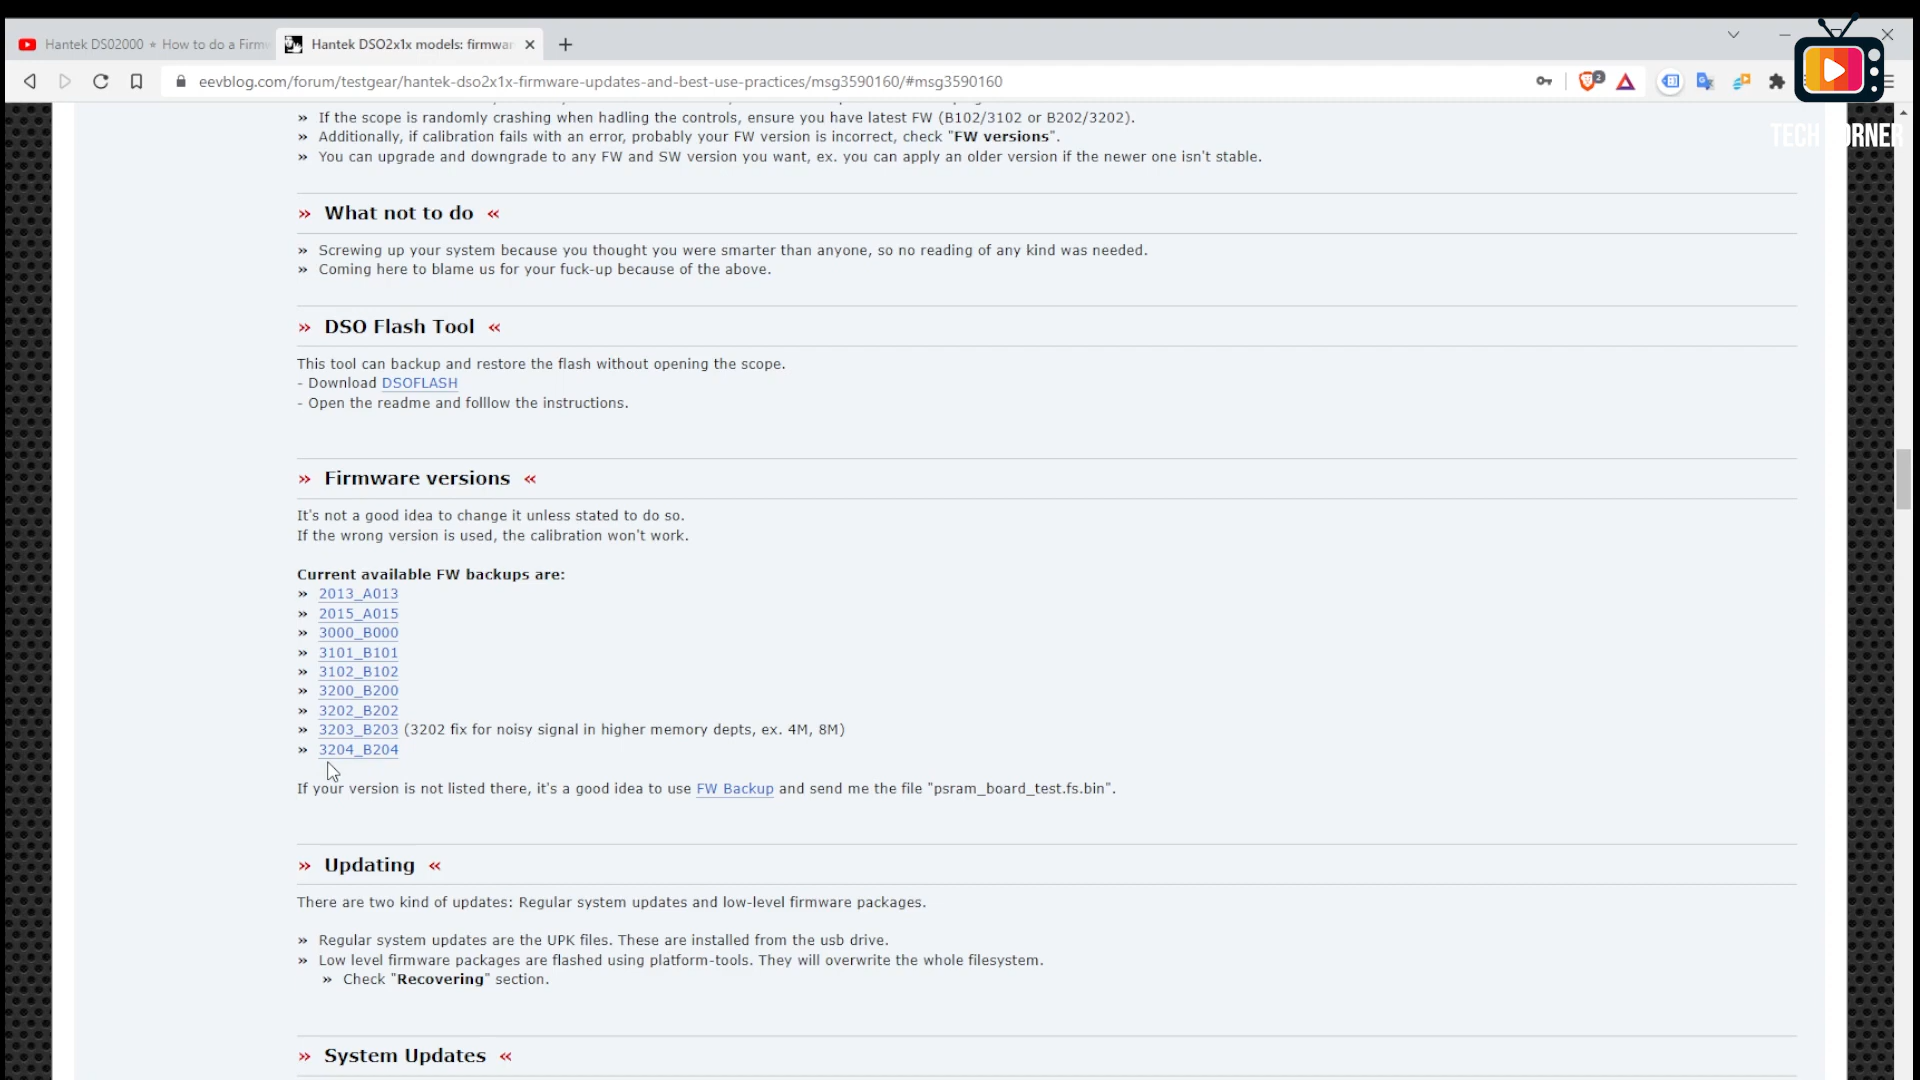 Hantek DS02000 ⭑ How to do a Firm
Hantek DSO2x1x models: firmwar
eevblog.com/forum/testgear/hantek-dso2x1x-firmware-updates-and-best-use-practices/msg3590160/#msg3590160
2
TECH CORNER
» If the scope is randomly crashing when hadling the controls, ensure you have latest FW (B102/3102 or B202/3202).
» Additionally, if calibration fails with an error, probably your FW version is incorrect, check "FW versions".
» You can upgrade and downgrade to any FW and SW version you want, ex. you can apply an older version if the newer one isn't stable.
» What not to do «
» Screwing up your system because you thought you were smarter than anyone, so no reading of any kind was needed.
» Coming here to blame us for your fuck-up because of the above.
» DSO Flash Tool «
This tool can backup and restore the flash without opening the scope.
- Download DSOFLASH
- Open the readme and folllow the instructions.
» Firmware versions «
It's not a good idea to change it unless stated to do so.
If the wrong version is used, the calibration won't work.
Current available FW backups are:
» 2013_A013
» 2015_A015
» 3000_B000
» 3101_B101
» 3102_B102
» 3200_B200
» 3202_B202
» 3203_B203 (3202 fix for noisy signal in higher memory depts, ex. 4M, 8M)
» 3204_B204
If your version is not listed there, it's a good idea to use FW Backup and send me the file "psram_board_test.fs.bin".
» Updating «
There are two kind of updates: Regular system updates and low-level firmware packages.
» Regular system updates are the UPK files. These are installed from the usb drive.
» Low level firmware packages are flashed using platform-tools. They will overwrite the whole filesystem.
» Check "Recovering" section.
» System Updates «